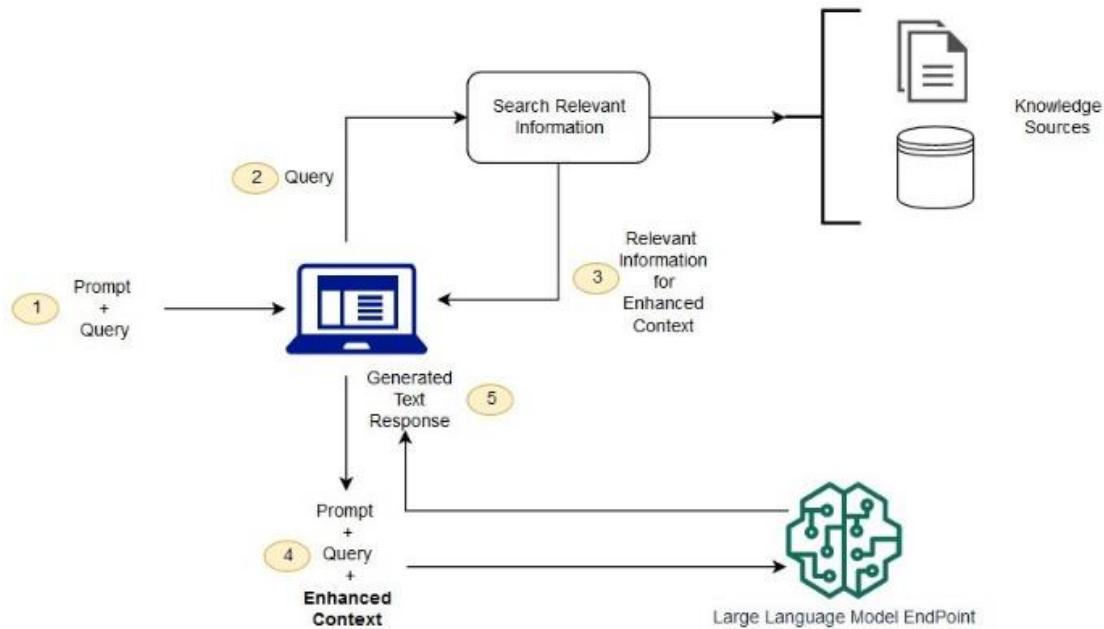 Search Relevant
Information
Knowledge
Sources
2
Query
1
Prompt
+
Query
3
Relevant
Information
for
Enhanced
Context
Generated
Text
Response
5
4
Prompt
+
Query
+
Enhanced
Context
Large Language Model EndPoint